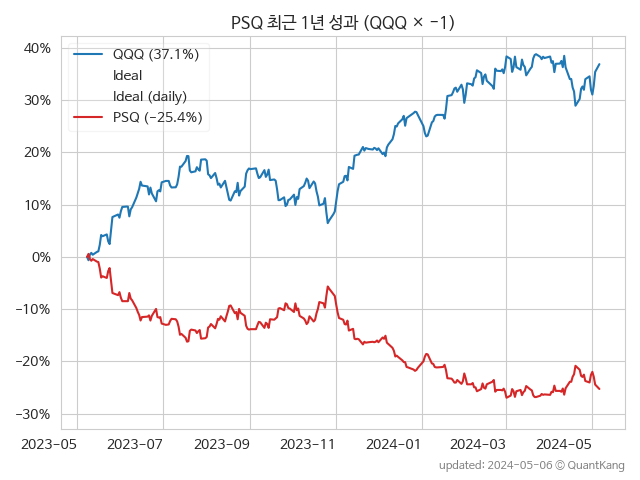 PSQ 최근 1년 성과 (QQQ × −1)
QQQ (37.1%)
Ideal
Ideal (daily)
PSQ (−25.4%)
40%
30%
20%
10%
0%
−10%
−20%
−30%
2023-05
2023-07
2023-09
2023-11
2024-01
2024-03
2024-05
updated: 2024-05-06 © QuantKang